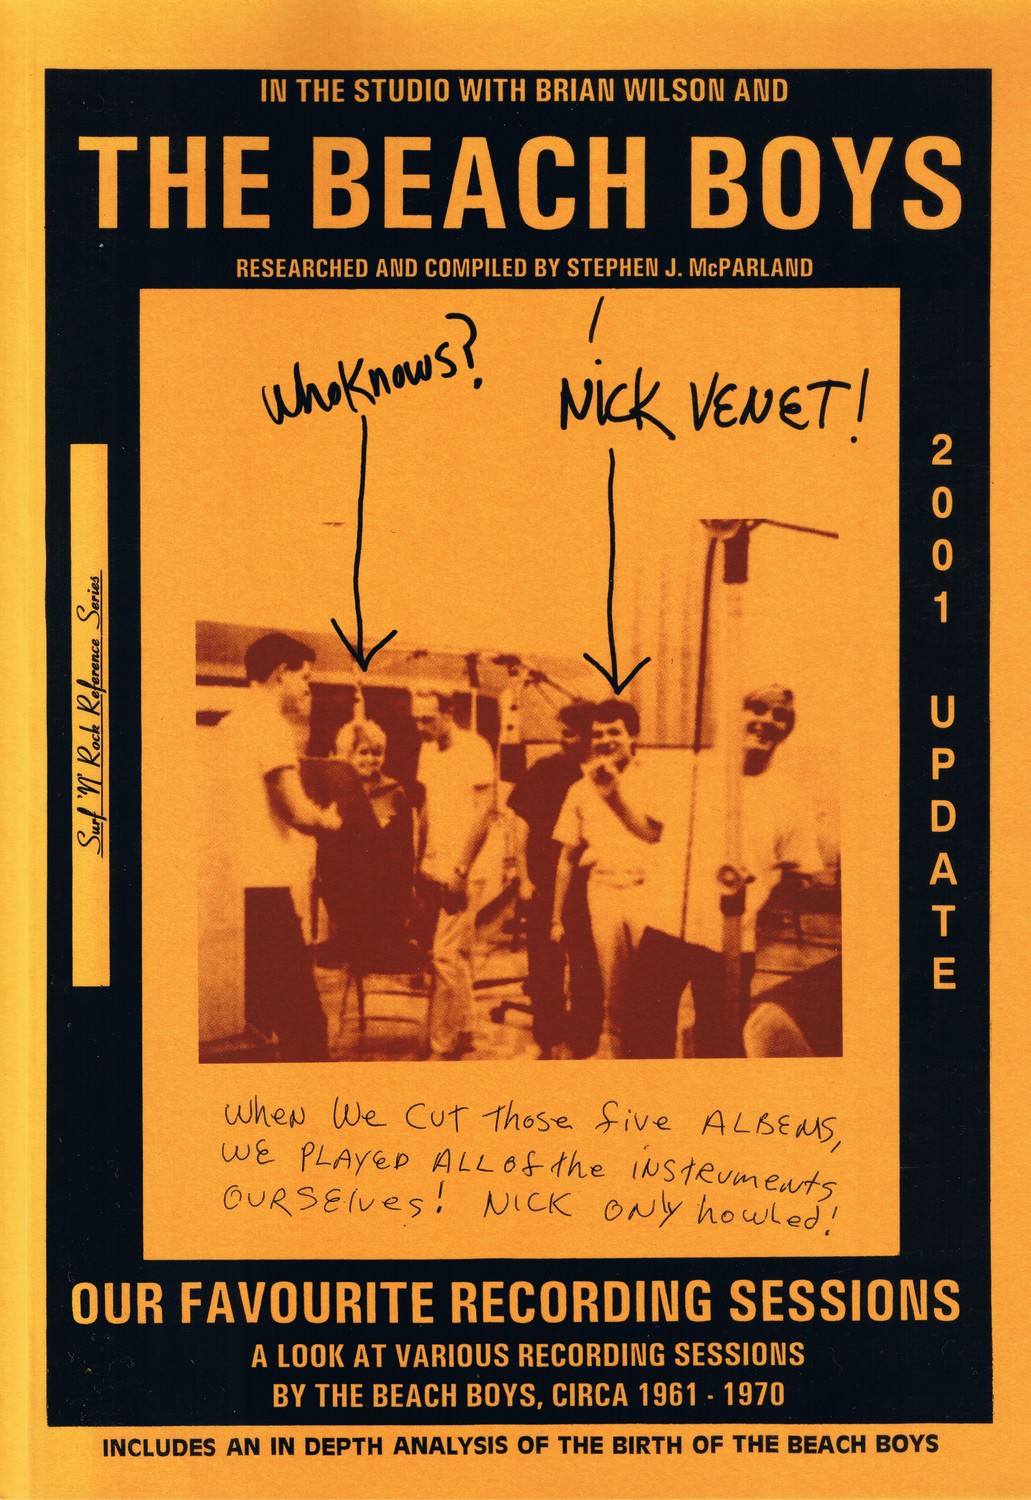 IN THE STUDIO WITH BRIAN WILSON AND
THE BEACH BOYS
RESEARCHED AND COMPILED BY STEPHEN J. McPARLAND
WhoKnows?
NICK VENET!
2001 UPDATE
Surf 'N' Rock Reference Series
When We CUT those five ALBEMS,
WE PLAYED ALL Of the iNStRumeNts
OURSElves! NICK ONLY howled!
OUR FAVOURITE RECORDING SESSIONS
A LOOK AT VARIOUS RECORDING SESSIONS
BY THE BEACH BOYS, CIRCA 1961 - 1970
INCLUDES AN IN DEPTH ANALYSIS OF THE BIRTH OF THE BEACH BOYS